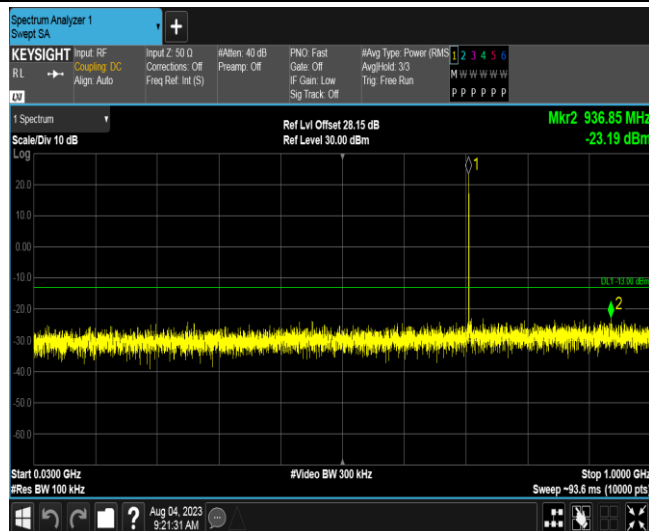 Spectrum Analyzer 1
Swept SA
+
KEYSIGHT
RL
Input: RF
Coupling: DC
Align: Auto
Input Z: 50 Ω
Corrections: Off
Freq Ref: Int (S)
#Atten: 40 dB
Preamp: Off
PNO: Fast
Gate: Off
IF Gain: Low
Sig Track: Off
#Avg Type: Power (RMS
Avg|Hold: 3/3
Trig: Free Run
1 2 3 4 5 6
M W W W W W
P P P P P P
1 Spectrum
Scale/Div 10 dB
Ref Lvl Offset 28.15 dB
Ref Level 30.00 dBm
Mkr2 936.85 MHz
-23.19 dBm
Log
1
20.0
10.0
0.00
-10.0
DL1 -13.00 dBm
-20.0
2
-30.0
-40.0
-50.0
-60.0
Start 0.0300 GHz
#Res BW 100 kHz
#Video BW 300 kHz
Stop 1.0000 GHz
Sweep ~93.6 ms (10000 pts)
?
Aug 04, 2023
9:21:31 AM